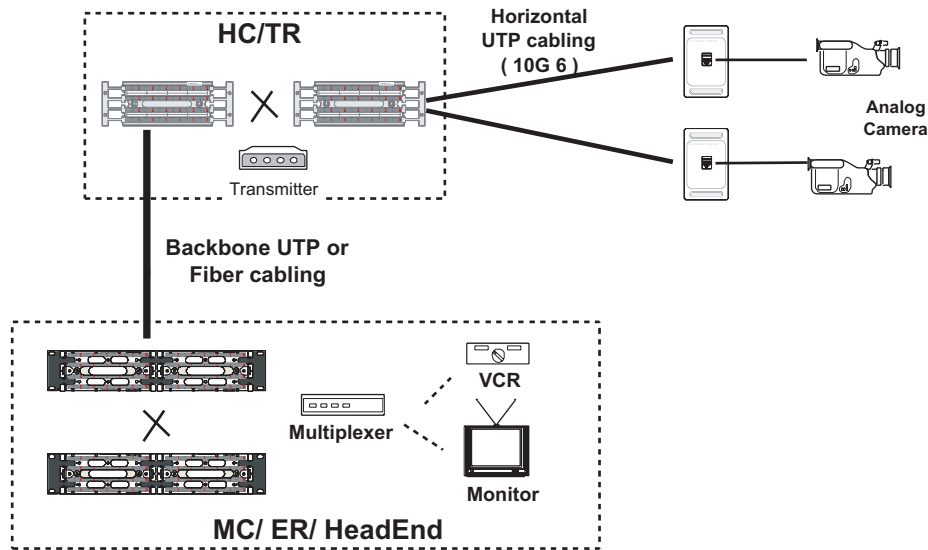 HC/TR
Horizontal
UTP cabling
( 10G 6 )
Analog
Camera
Transmitter
Backbone UTP or
Fiber cabling
VCR
Multiplexer
Monitor
MC/ ER/ HeadEnd